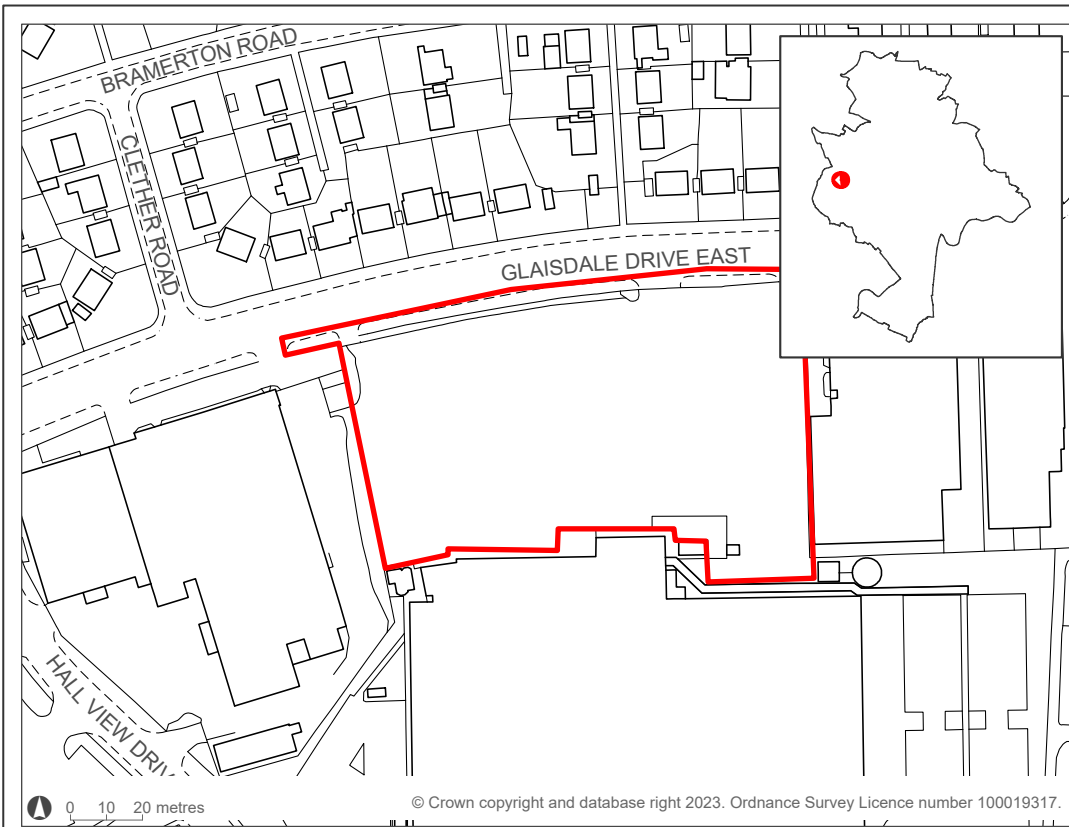 BRAMERTON ROAD
CLETHER ROAD
GLAISDALE DRIVE EAST
HALL VIEW DRIV
0 10 20 metres
© Crown copyright and database right 2023. Ordnance Survey Licence number 100019317.